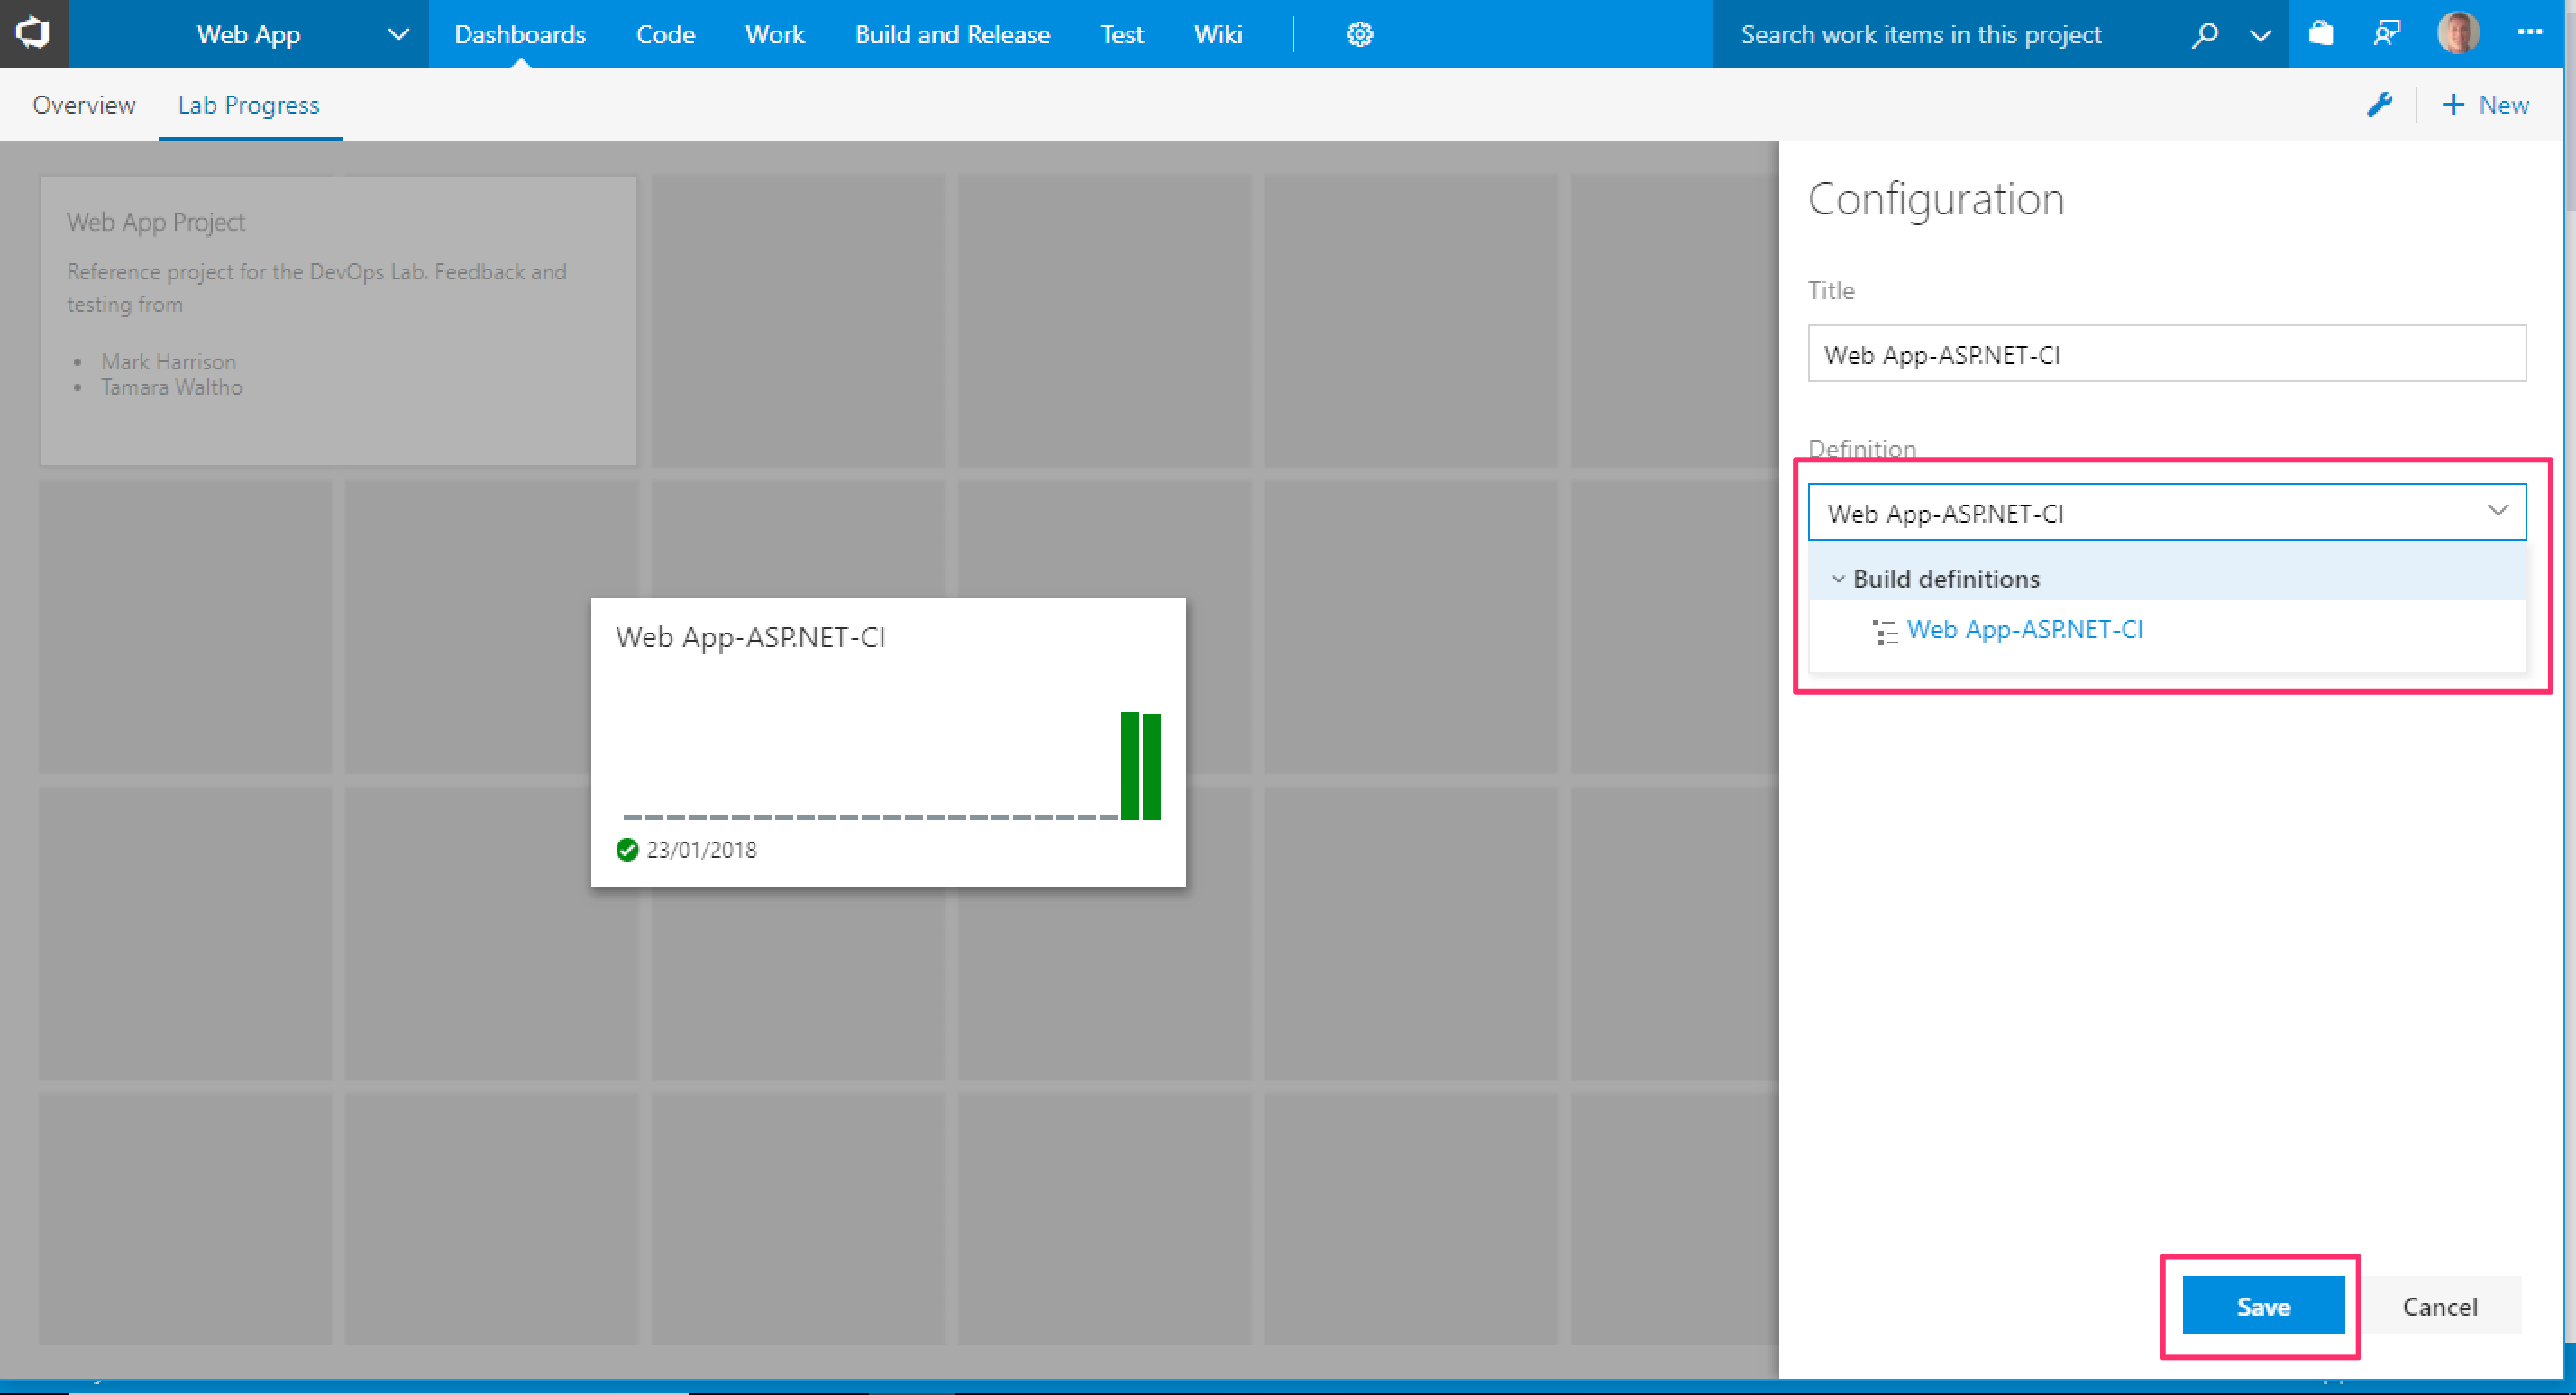 Web App
Dashboards
Code
Work
Build and Release
Test
Wiki
Search work items in this project
Overview
Lab Progress
New
Web App Project
Reference project for the DevOps Lab. Feedback and
testing from
Mark Harrison
Tamara Waltho
Web App-ASP.NET-CI
23/01/2018
Configuration
Title
Web App-ASP.NET-CI
Definition
Web App-ASP.NET-CI
Build definitions
Web App-ASP.NET-CI
Save
Cancel